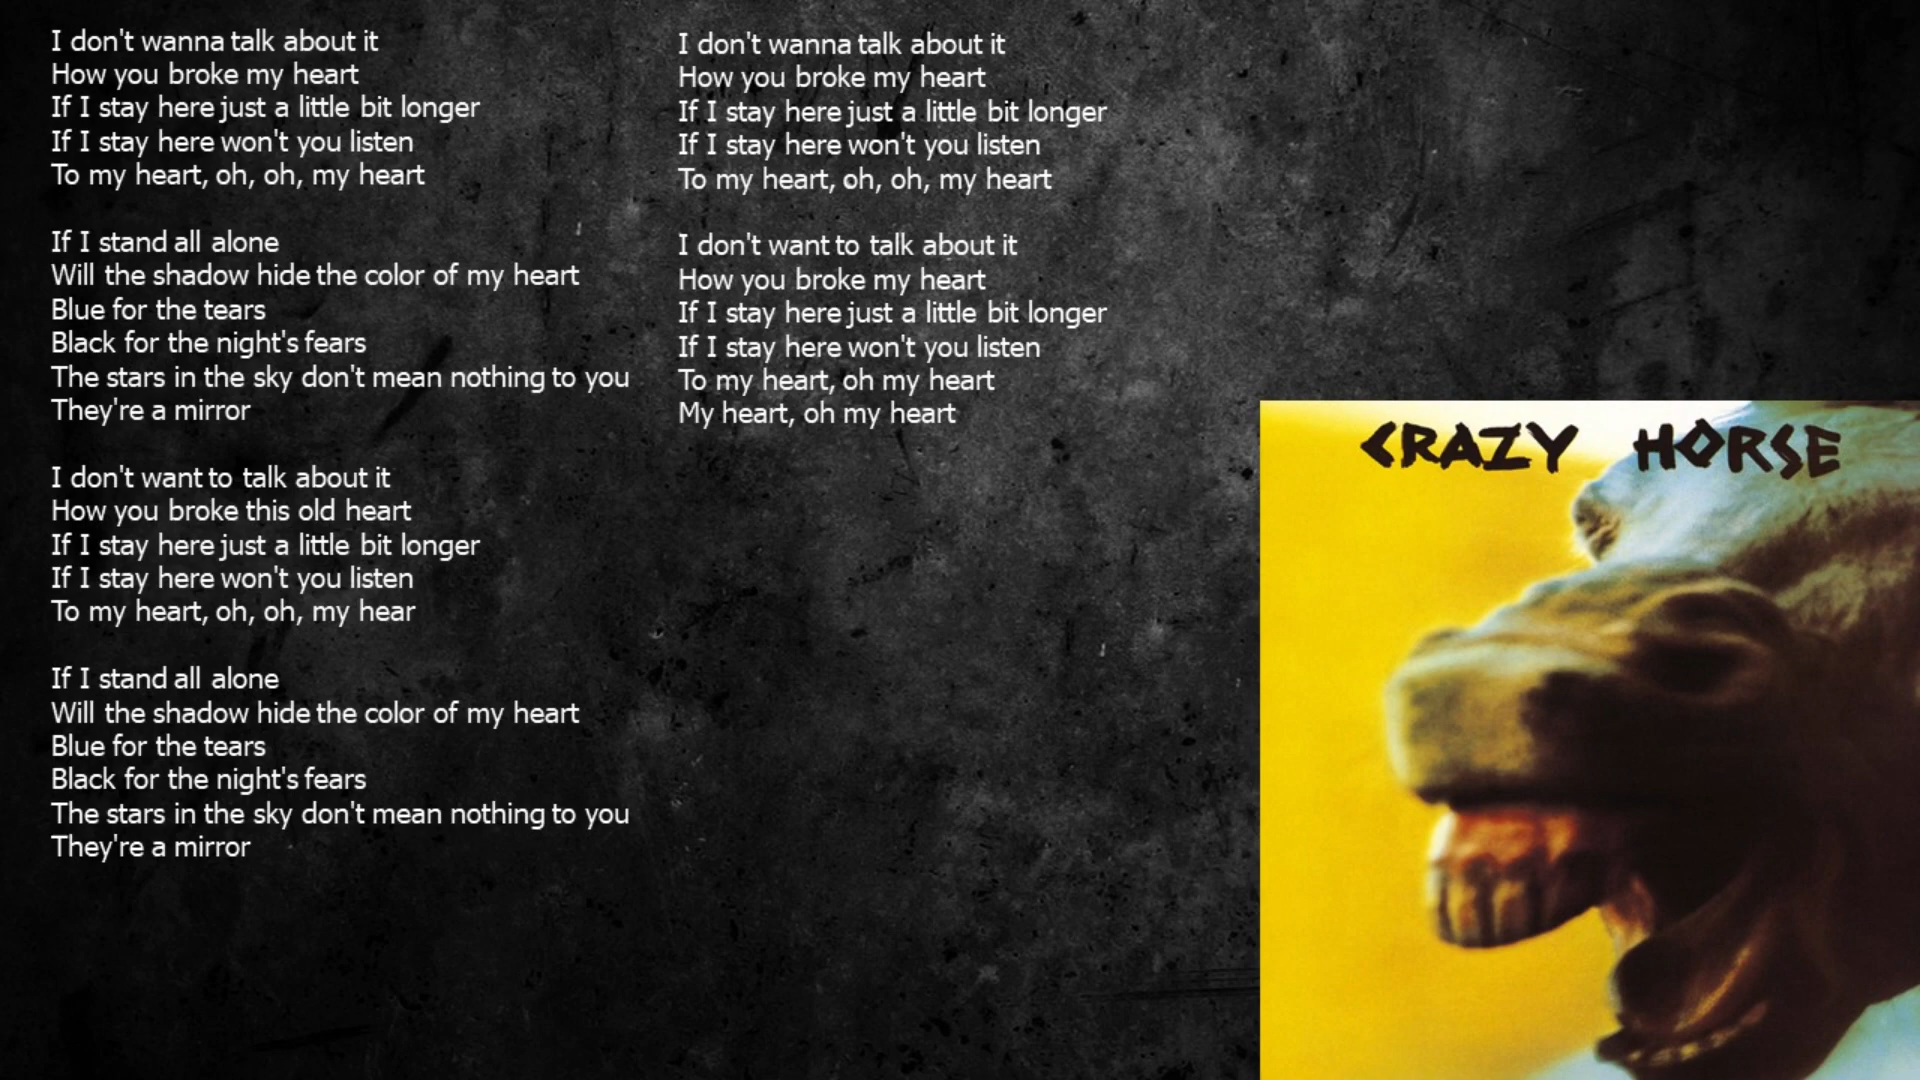 I don't wanna talk about it
How you broke my heart
If I stay here just a little bit longer
If I stay here won't you listen
To my heart, oh, oh, my heart

If I stand all alone
Will the shadow hide the color of my heart
Blue for the tears
Black for the night's fears
The stars in the sky don't mean nothing to you
They're a mirror

I don't want to talk about it
How you broke this old heart
If I stay here just a little bit longer
If I stay here won't you listen
To my heart, oh, oh, my hear

If I stand all alone
Will the shadow hide the color of my heart
Blue for the tears
Black for the night's fears
The stars in the sky don't mean nothing to you
They're a mirror

I don't wanna talk about it
How you broke my heart
If I stay here just a little bit longer
If I stay here won't you listen
To my heart, oh, oh, my heart

I don't want to talk about it
How you broke my heart
If I stay here just a little bit longer
If I stay here won't you listen
To my heart, oh my heart
My heart, oh my heart

CRAZY HORSE